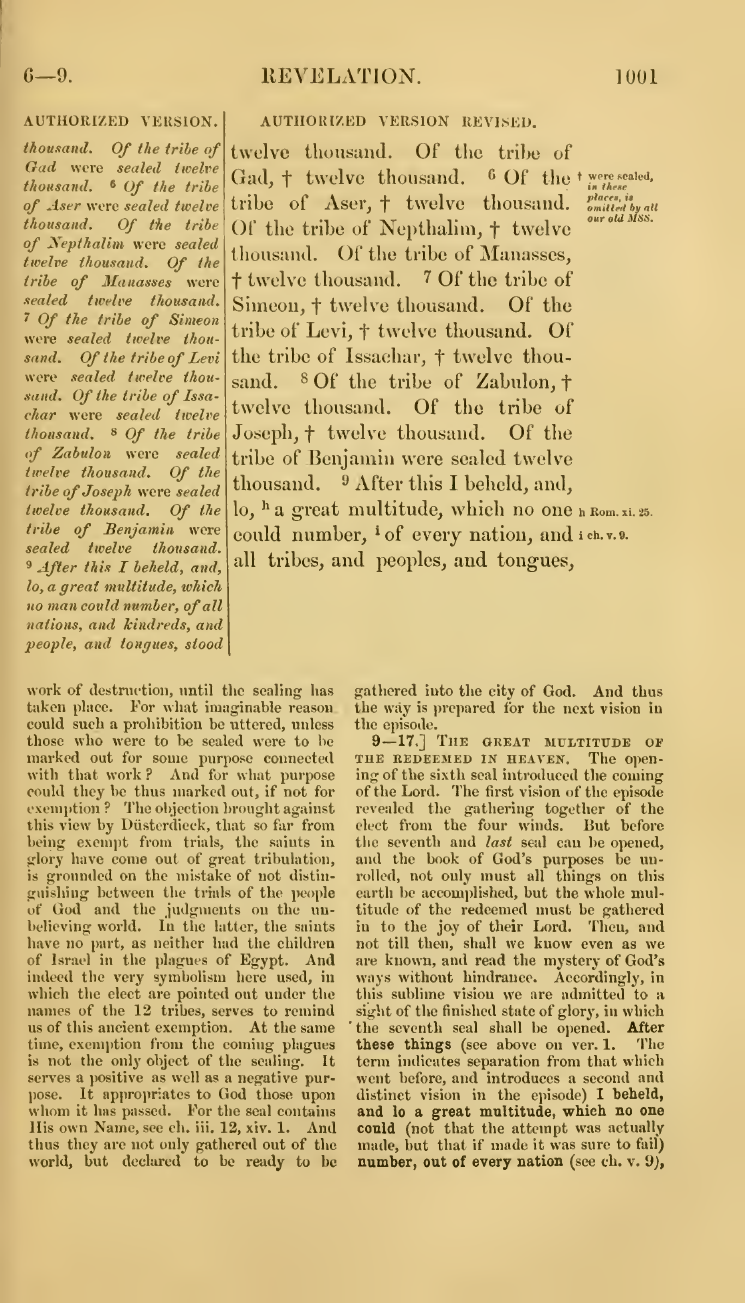 6—9.
REVELATION.
1001
AUTHORIZED VERSION.
thousand. Of the tribe of
Gad were sealed twelve
thousand. 6 Of the tribe
of Aser were sealed twelve
thousand. Of the tribe
of Nepthalim were sealed
twelve thousand. Of the
tribe of Manasses were
sealed twelve thousand.
7 Of the tribe of Simeon
were sealed twelve thou-
sand. Of the tribe of Levi
were sealed twelve thou-
sand. Of the tribe of Issa-
char were sealed twelve
thousand. 8 Of the tribe
of Zabulon were sealed
twelve thousand. Of the
tribe of Joseph were sealed
twelve thousand. Of the
tribe of Benjamin were
sealed twelve thousand.
9 After this I beheld, and,
lo, a great multitude, which
no man could number, of all
nations, and kindreds, and
people, and tongues, stood
AUTHORIZED VERSION REVISED.
twelve thousand. Of the tribe of
Gad, † twelve thousand. 6 Of the
tribe of Aser, † twelve thousand.
Of the tribe of Nepthalim, † twelve
thousand. Of the tribe of Manasses,
† twelve thousand. 7 Of the tribe of
Simeon, † twelve thousand. Of the
tribe of Levi, † twelve thousand. Of
the tribe of Issachar, † twelve thou-
sand. 8 Of the tribe of Zabulon, †
twelve thousand. Of the tribe of
Joseph, † twelve thousand. Of the
tribe of Benjamin were sealed twelve
thousand. 9 After this I beheld, and,
lo, h a great multitude, which no one
could number, i of every nation, and
all tribes, and peoples, and tongues,
† were sealed,
in these
places, is
omitted by all
our old MSS.
h Rom. xi. 25.
i ch. v. 9.
work of destruction, until the sealing has
taken place. For what imaginable reason
could such a prohibition be uttered, unless
those who were to be sealed were to be
marked out for some purpose connected
with that work? And for what purpose
could they be thus marked out, if not for
exemption? The objection brought against
this view by Düsterdieck, that so far from
being exempt from trials, the saints in
glory have come out of great tribulation,
is grounded on the mistake of not distin-
guishing between the trials of the people
of God and the judgments on the un-
believing world. In the latter, the saints
have no part, as neither had the children
of Israel in the plagues of Egypt. And
indeed the very symbolism here used, in
which the elect are pointed out under the
names of the 12 tribes, serves to remind
us of this ancient exemption. At the same
time, exemption from the coming plagues
is not the only object of the sealing. It
serves a positive as well as a negative pur-
pose. It appropriates to God those upon
whom it has passed. For the seal contains
His own Name, see ch. iii. 12, xiv. 1. And
thus they are not only gathered out of the
world, but declared to be ready to be
gathered into the city of God. And thus
the way is prepared for the next vision in
the episode.
9—17.] THE GREAT MULTITUDE OF
THE REDEEMED IN HEAVEN. The open-
ing of the sixth seal introduced the coming
of the Lord. The first vision of the episode
revealed the gathering together of the
elect from the four winds. But before
the seventh and last seal can be opened,
and the book of God's purposes be un-
rolled, not only must all things on this
earth be accomplished, but the whole mul-
titude of the redeemed must be gathered
in to the joy of their Lord. Then, and
not till then, shall we know even as we
are known, and read the mystery of God's
ways without hindrance. Accordingly, in
this sublime vision we are admitted to a
sight of the finished state of glory, in which
the seventh seal shall be opened. After
these things (see above on ver. 1. The
term indicates separation from that which
went before, and introduces a second and
distinct vision in the episode) I beheld,
and lo a great multitude, which no one
could (not that the attempt was actually
made, but that if made it was sure to fail)
number, out of every nation (see ch. v. 9),